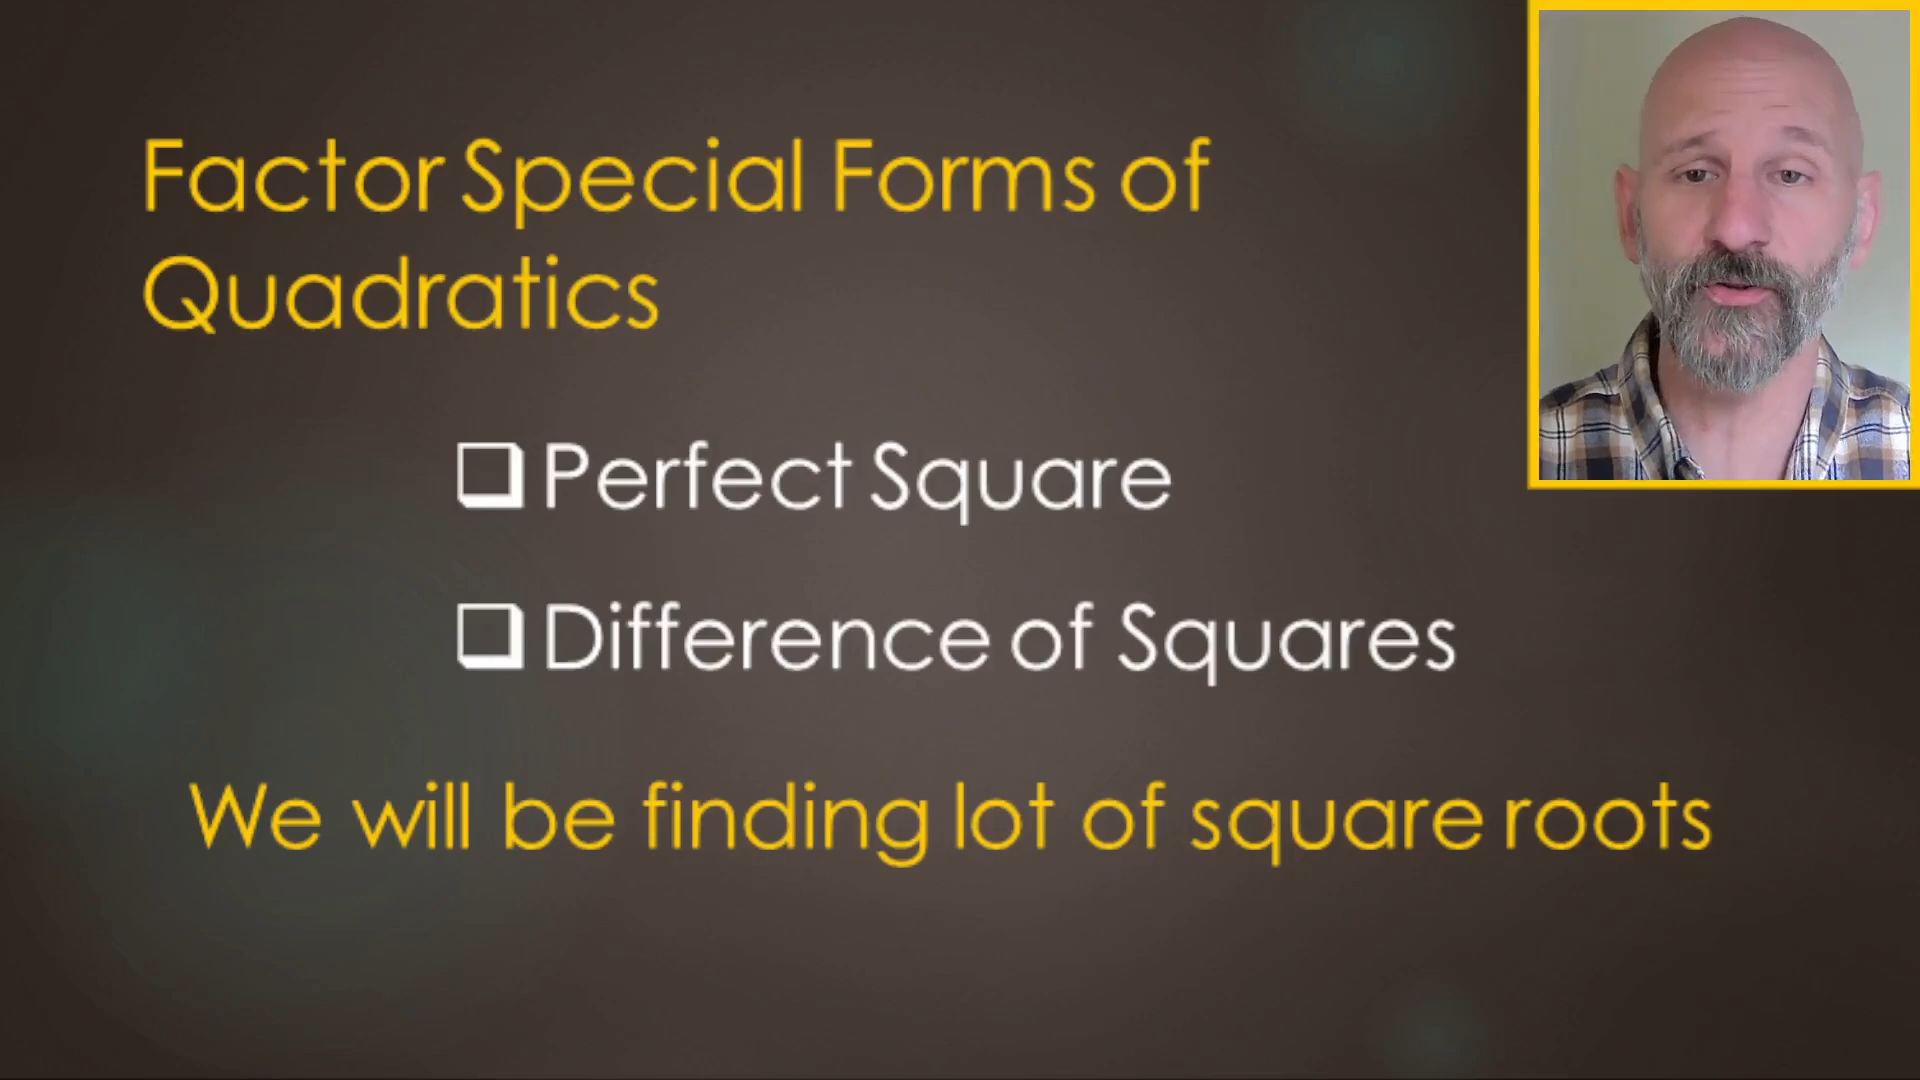 Factor Special Forms of
Quadratics
Perfect Square
Difference of Squares
We will be finding lot of square roots